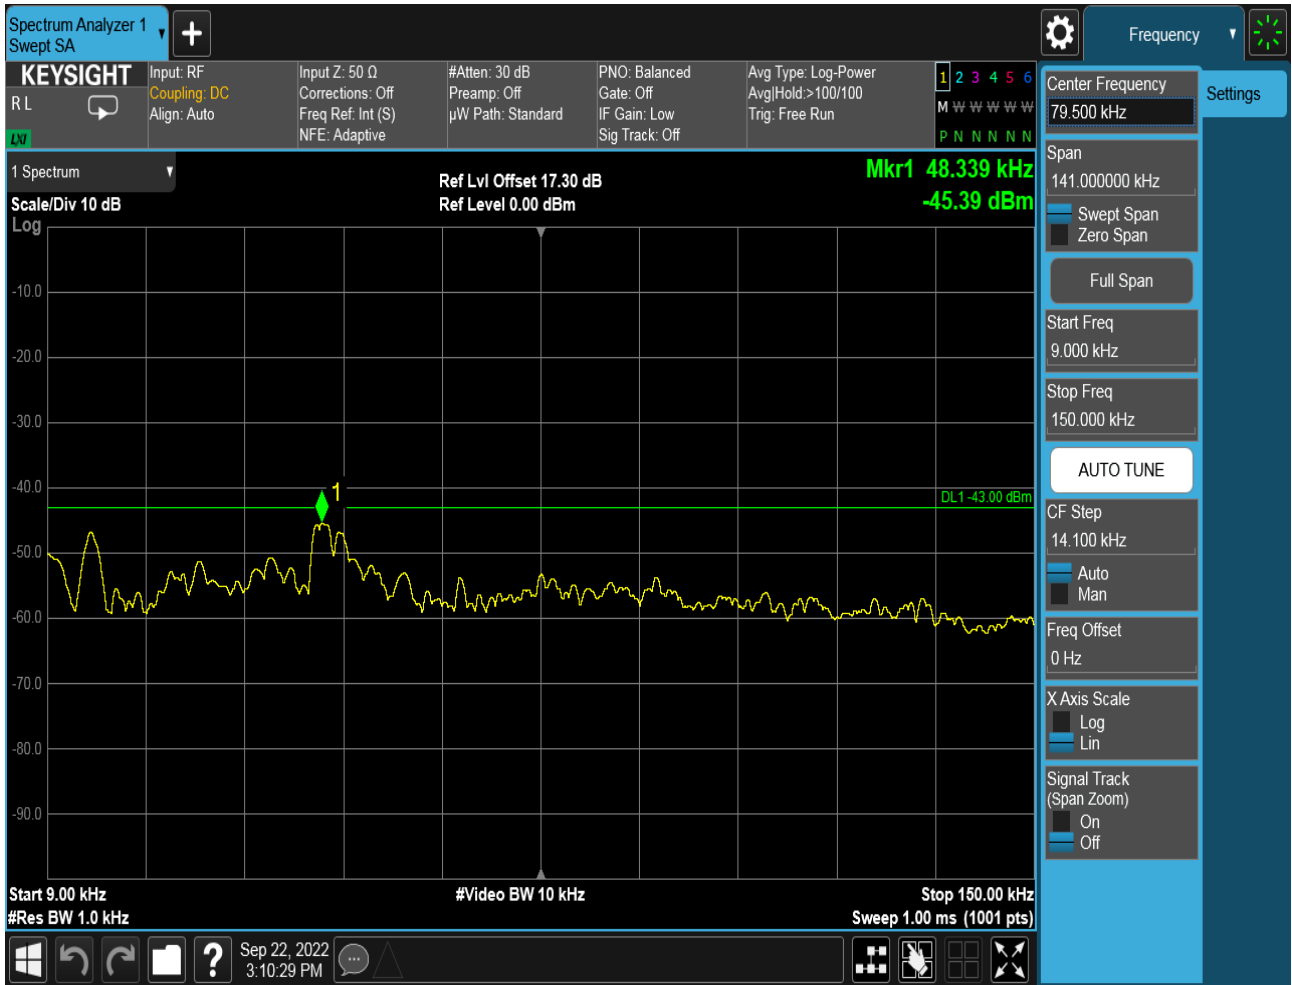 Spectrum Analyzer 1
Swept SA
+
Frequency
KEYSIGHT
R L
LXI
Input: RF
Coupling: DC
Align: Auto
Input Z: 50 Ω
Corrections: Off
Freq Ref: Int (S)
NFE: Adaptive
#Atten: 30 dB
Preamp: Off
µW Path: Standard
PNO: Balanced
Gate: Off
IF Gain: Low
Sig Track: Off
Avg Type: Log-Power
Avg|Hold:>100/100
Trig: Free Run
1 2 3 4 5 6
M W W W W W
P N N N N N
1 Spectrum
Scale/Div 10 dB
Log
Ref Lvl Offset 17.30 dB
Ref Level 0.00 dBm
Mkr1 48.339 kHz
-45.39 dBm
-10.0
-20.0
-30.0
-40.0
-50.0
-60.0
-70.0
-80.0
-90.0
1
DL1 -43.00 dBm
Start 9.00 kHz
#Res BW 1.0 kHz
#Video BW 10 kHz
Stop 150.00 kHz
Sweep 1.00 ms (1001 pts)
Center Frequency
79.500 kHz
Settings
Span
141.000000 kHz
Swept Span
Zero Span
Full Span
Start Freq
9.000 kHz
Stop Freq
150.000 kHz
AUTO TUNE
CF Step
14.100 kHz
Auto
Man
Freq Offset
0 Hz
X Axis Scale
Log
Lin
Signal Track
(Span Zoom)
On
Off
?
Sep 22, 2022
3:10:29 PM